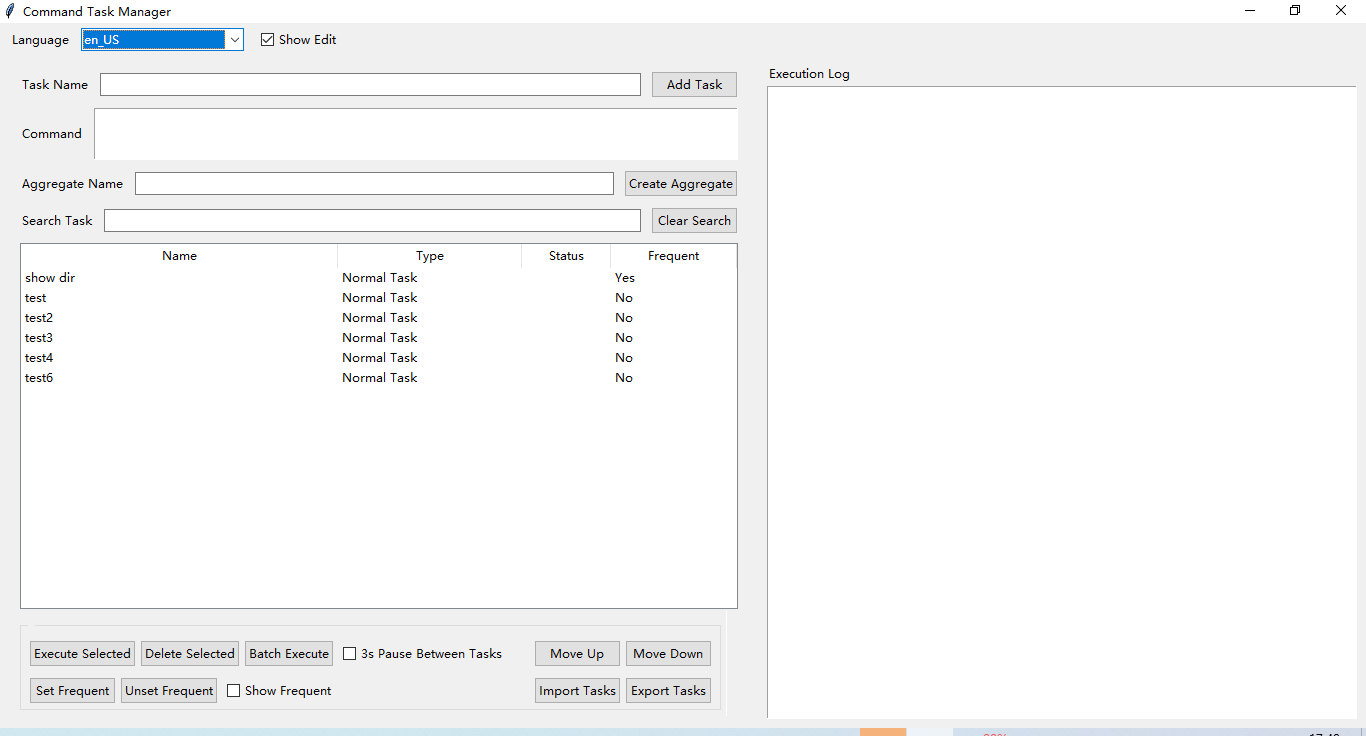 Command Task Manager
Language en_US Show Edit
Task Name Add Task
Command
Aggregate Name Create Aggregate
Search Task Clear Search
Name Type Status Frequent
show dir Normal Task Yes
test Normal Task No
test2 Normal Task No
test3 Normal Task No
test4 Normal Task No
test6 Normal Task No
Execute Selected Delete Selected Batch Execute 3s Pause Between Tasks Move Up Move Down
Set Frequent Unset Frequent Show Frequent Import Tasks Export Tasks
Execution Log